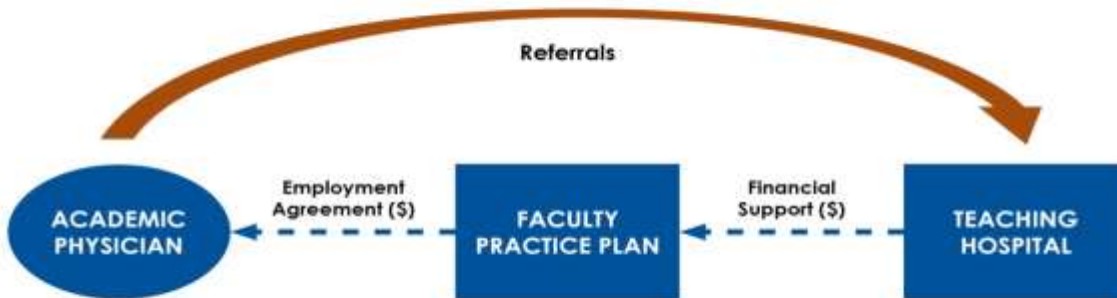 Referrals
ACADEMIC
PHYSICIAN
Employment
Agreement ($)
FACULTY
PRACTICE PLAN
Financial
Support ($)
TEACHING
HOSPITAL